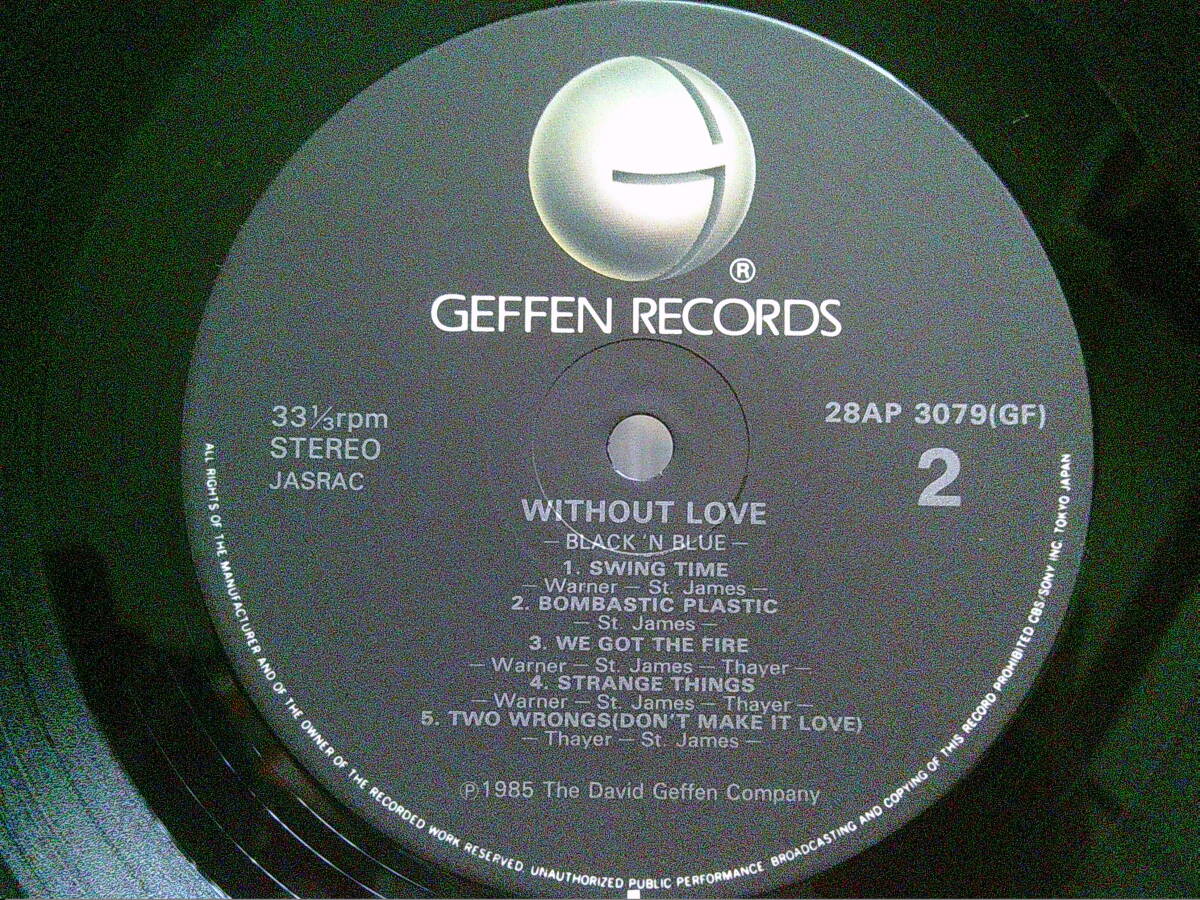 ®
GEFFEN RECORDS
33⅓rpm
STEREO
JASRAC
28AP 3079(GF)
2
WITHOUT LOVE
— BLACK 'N BLUE —
1. SWING TIME
— Warner — St. James —
2. BOMBASTIC PLASTIC
— St. James —
3. WE GOT THE FIRE
— Warner — St. James — Thayer —
4. STRANGE THINGS
— Warner — St. James — Thayer —
5. TWO WRONGS(DON'T MAKE IT LOVE)
— Thayer — St. James —
℗1985 The David Geffen Company
ALL RIGHTS OF THE MANUFACTURER AND OF THE OWNER OF THE RECORDED WORK RESERVED. UNAUTHORIZED PUBLIC PERFORMANCE. BROADCASTING AND COPYING OF THIS RECORD PROHIBITED CBS/SONY INC. TOKYO JAPAN